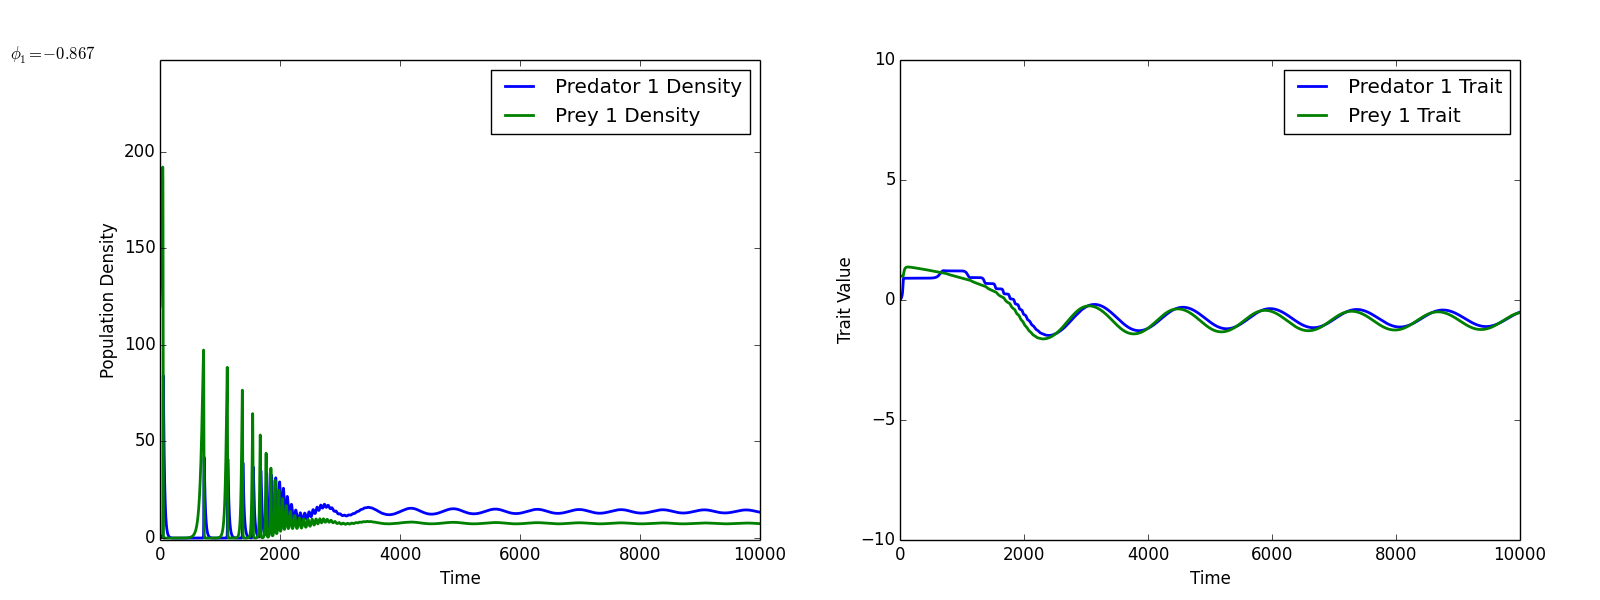 ϕ₁ = −0.867
Predator 1 Density
Prey 1 Density
200
150
100
50
0
Population Density
0 2000 4000 6000 8000 10000
Time
Predator 1 Trait
Prey 1 Trait
10
5
0
−5
−10
Trait Value
0 2000 4000 6000 8000 10000
Time